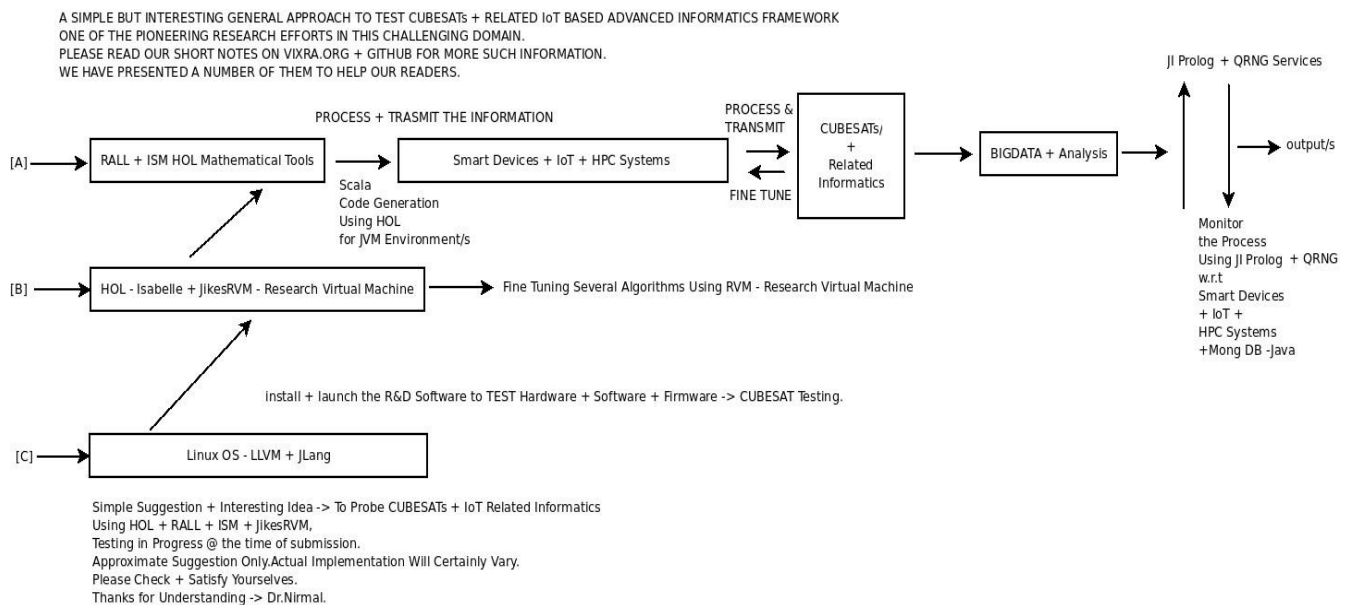 A SIMPLE BUT INTERESTING GENERAL APPROACH TO TEST CUBESATs + RELATED IoT BASED ADVANCED INFORMATICS FRAMEWORK
ONE OF THE PIONEERING RESEARCH EFFORTS IN THIS CHALLENGING DOMAIN.
PLEASE READ OUR SHORT NOTES ON VIXRA.ORG + GITHUB FOR MORE SUCH INFORMATION.
WE HAVE PRESENTED A NUMBER OF THEM TO HELP OUR READERS.
JI Prolog + QRNG Services
PROCESS + TRASMIT THE INFORMATION
PROCESS &
TRANSMIT
[A]
RALL + ISM HOL Mathematical Tools
Scala
Code Generation
Using HOL
for JVM Environment/s
Smart Devices + IoT + HPC Systems
FINE TUNE
CUBESATs/
+
Related
Informatics
BIGDATA + Analysis
output/s
Monitor
the Process
Using JI Prolog + QRNG
w.r.t
Smart Devices
+ IoT +
HPC Systems
+Mong DB -Java
[B]
HOL - Isabelle + JikesRVM - Research Virtual Machine
Fine Tuning Several Algorithms Using RVM - Research Virtual Machine
install + launch the R&D Software to TEST Hardware + Software + Firmware -> CUBESAT Testing.
[C]
Linux OS - LLVM + JLang
Simple Suggestion + Interesting Idea -> To Probe CUBESATs + IoT Related Informatics
Using HOL + RALL + ISM + JikesRVM,
Testing in Progress @ the time of submission.
Approximate Suggestion Only.Actual Implementation Will Certainly Vary.
Please Check + Satisfy Yourselves.
Thanks for Understanding -> Dr.Nirmal.